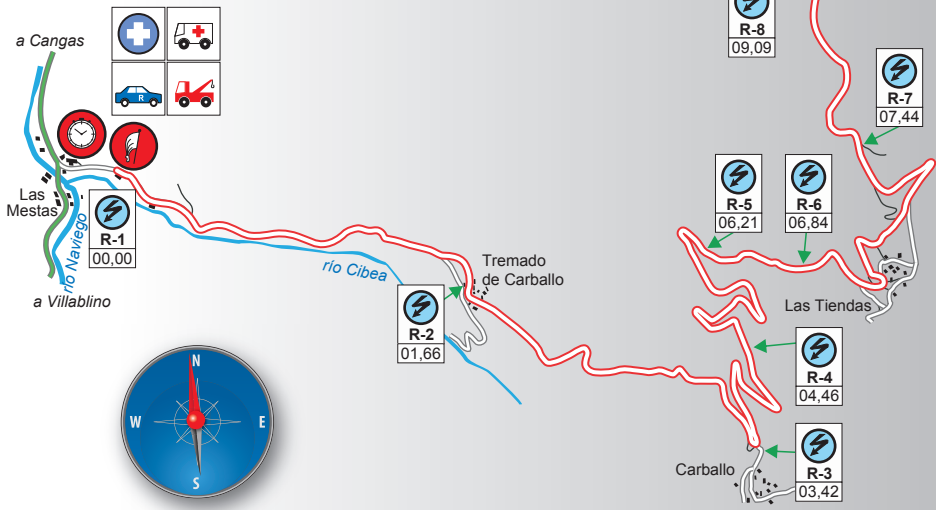 a Cangas
R
R-8
09,09
R-7
07,44
R-5
06,21
R-6
06,84
Las
Mestas
R-1
00,00
río Naviego
a Villablino
río Cibea
Tremado
de Carballo
R-2
01,66
Las Tiendas
R-4
04,46
N
W
E
S
Carballo
R-3
03,42